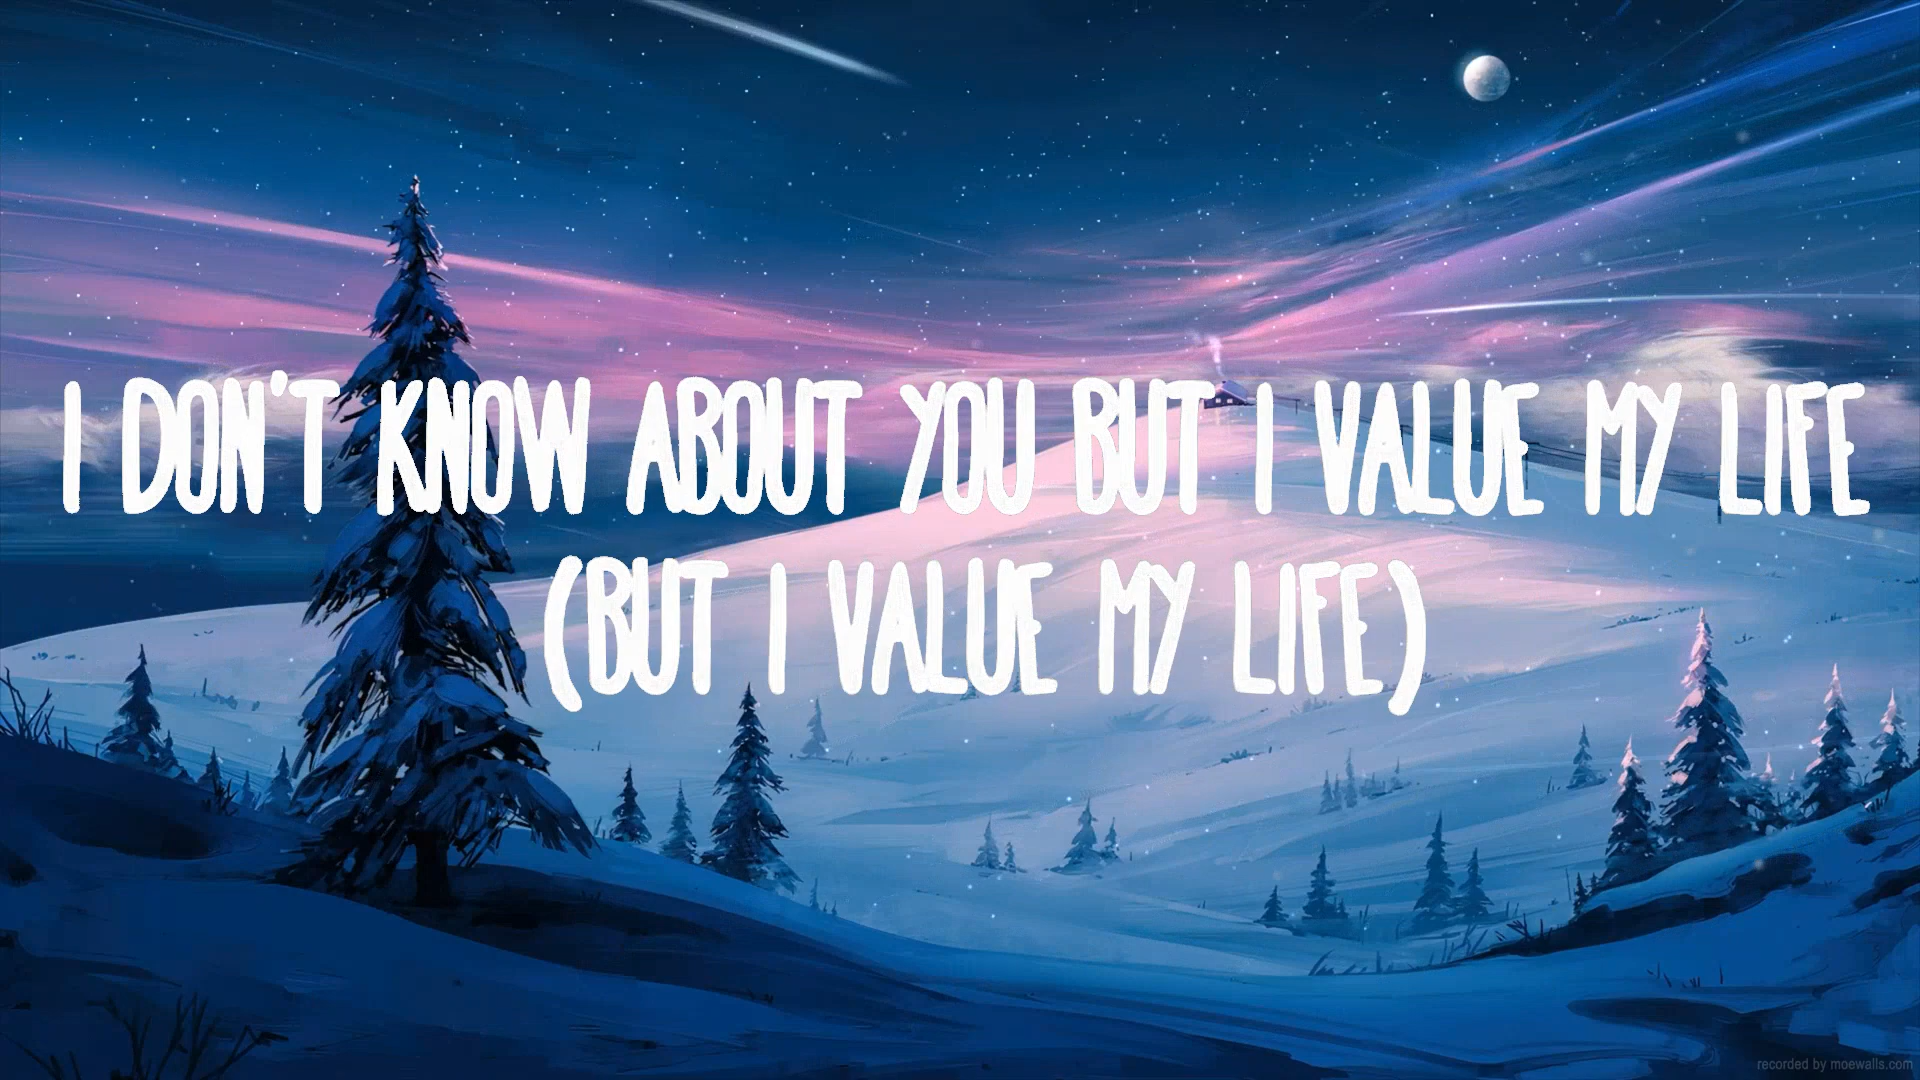 I DON'T KNOW ABOUT YOU BUT I VALUE MY LIFE
(BUT I VALUE MY LIFE)
recorded by moewalls.com